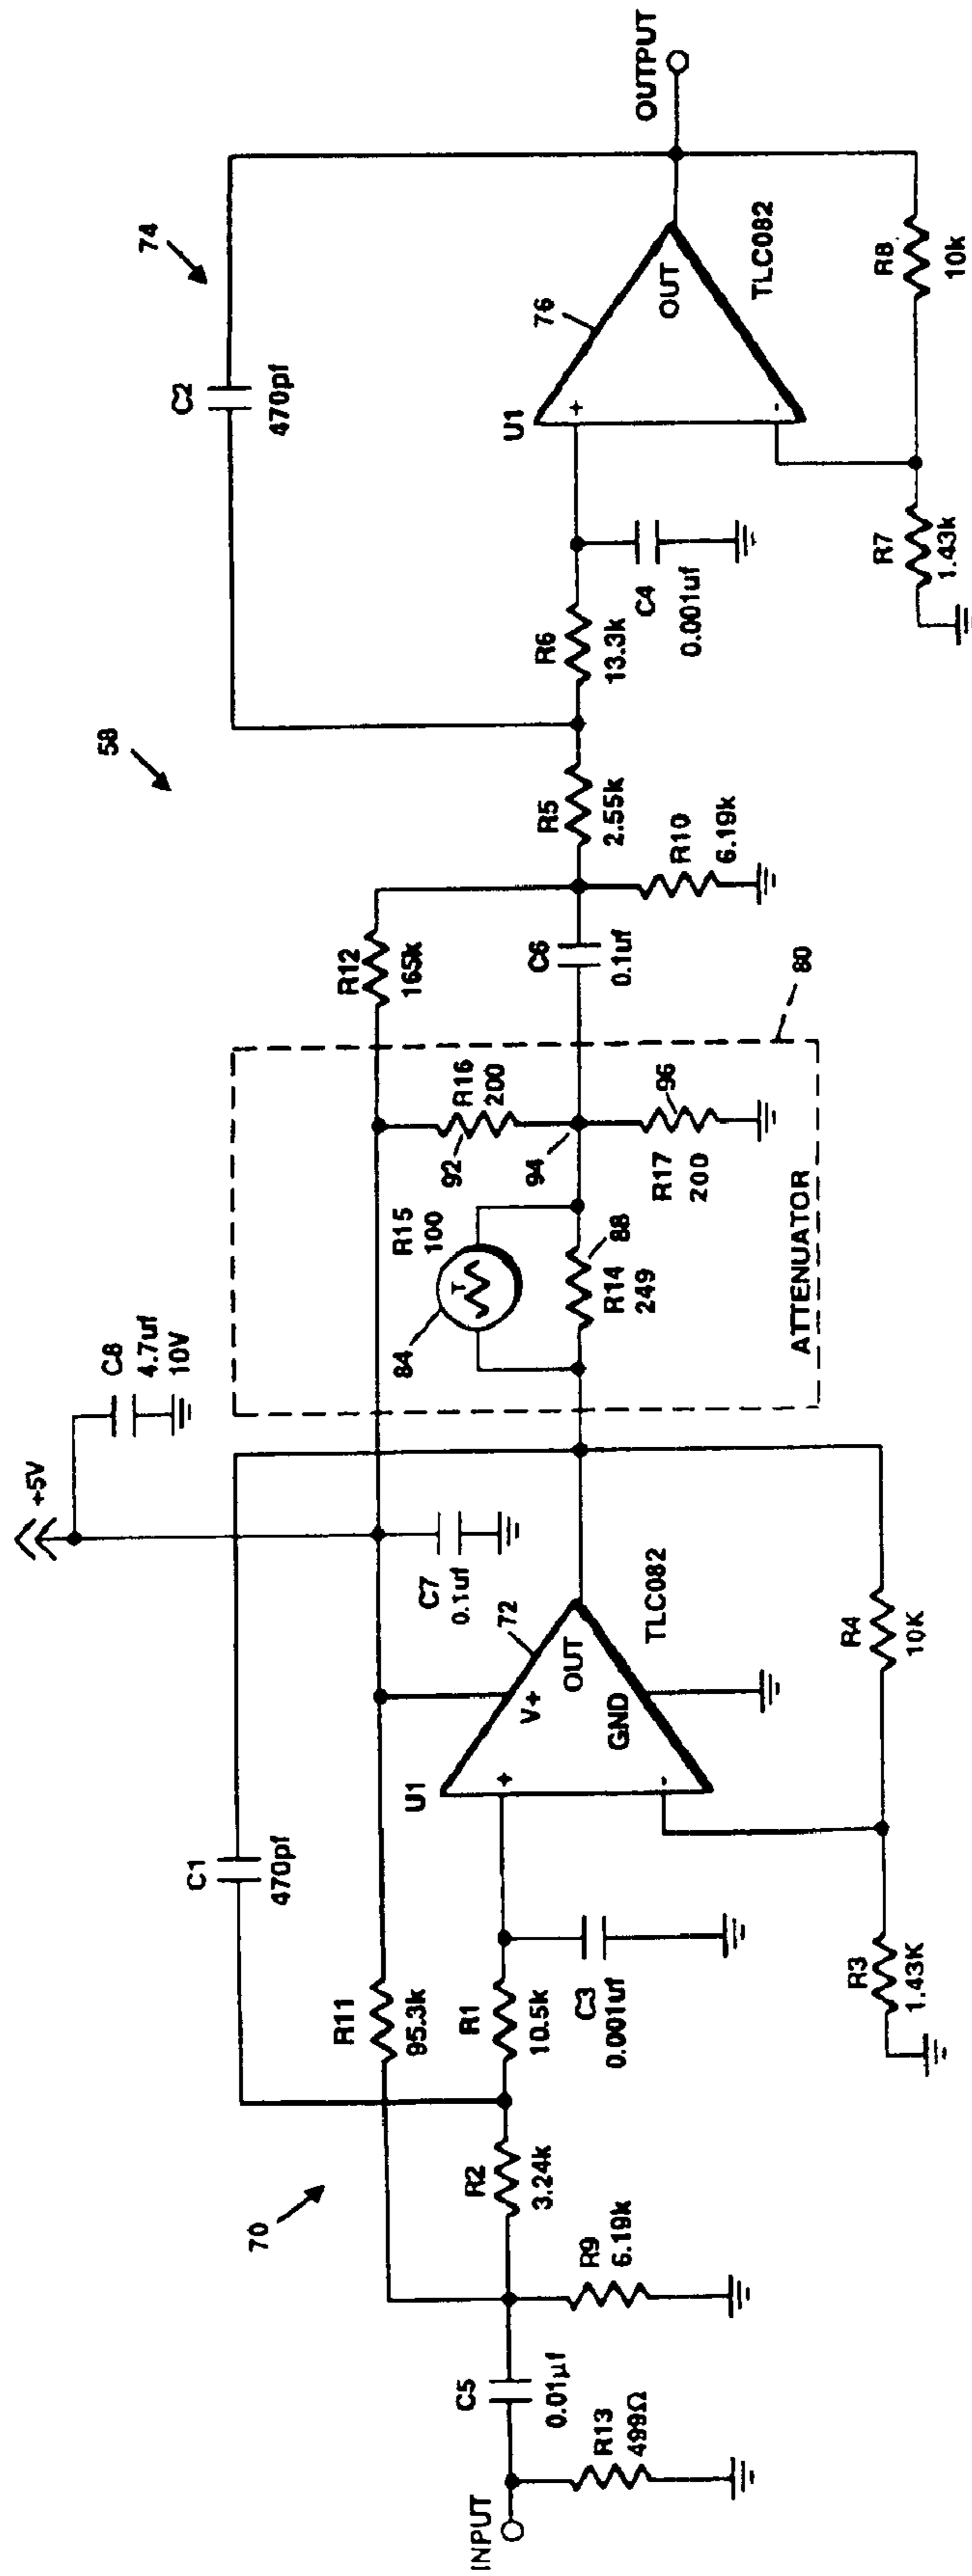 INPUT
R13
499Ω
C5
0.01µf
R9
6.19k
70
R2
3.24k
R11
95.3k
R1
10.5k
C3
0.001uf
R3
1.43K
C1
470pf
U1
+
-
V+
OUT
GND
72
TLC082
R4
10K
C7
0.1uf
+5V
C8
4.7uf
10V
84
T
R15
100
R14
249
88
92
R16
200
94
R17
200
96
ATTENUATOR
80
R12
165k
C6
0.1uf
R10
6.19k
58
R5
2.55k
R6
13.3k
C4
0.001uf
R7
1.43k
C2
470pf
74
U1
+
-
OUT
76
TLC082
R8
10k
OUTPUT